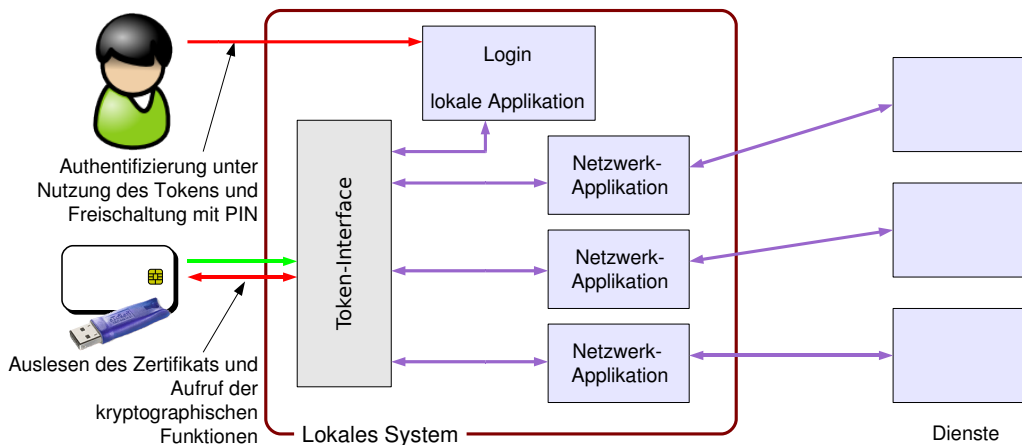 Login
lokale Applikation
Authentifizierung unter
Nutzung des Tokens und
Freischaltung mit PIN
Token-Interface
Netzwerk-
Applikation
Netzwerk-
Applikation
Netzwerk-
Applikation
Auslesen des Zertifikats und
Aufruf der
kryptographischen
Funktionen
Lokales System
Dienste